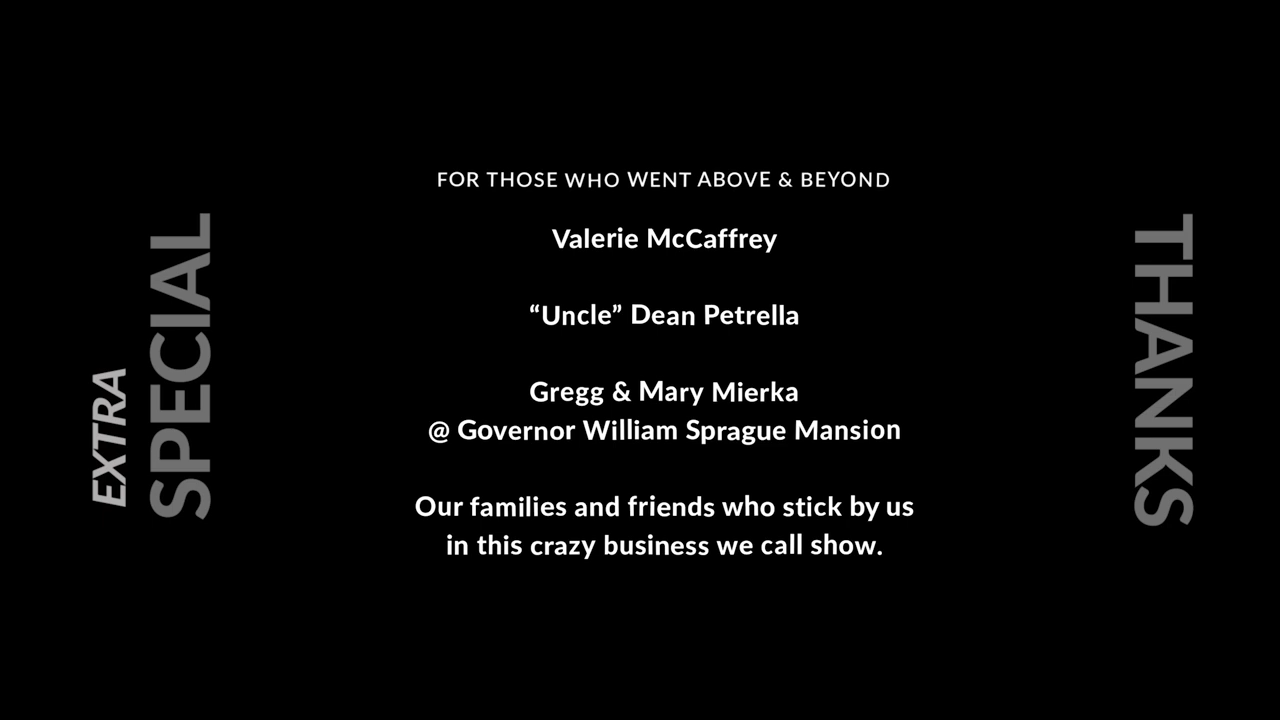 EXTRA
SPECIAL
FOR THOSE WHO WENT ABOVE & BEYOND
Valerie McCaffrey
“Uncle” Dean Petrella
Gregg & Mary Mierka
@ Governor William Sprague Mansion
Our families and friends who stick by us
in this crazy business we call show.
THANKS